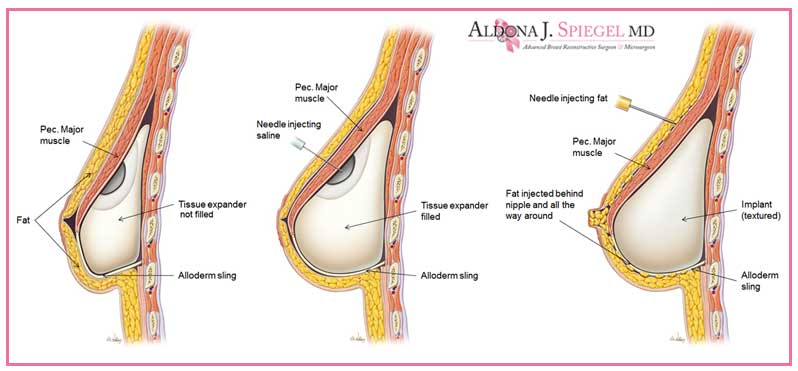 ALDONA J. SPIEGEL MD
Advanced Breast Reconstructive Surgeon & Microsurgeon
Pec. Major
muscle
Fat
Tissue expander
not filled
Alloderm sling
Pec. Major
muscle
Needle injecting
saline
Tissue expander
filled
Alloderm sling
Needle injecting fat
Pec. Major
muscle
Fat injected behind
nipple and all the
way around
Implant
(textured)
Alloderm
sling